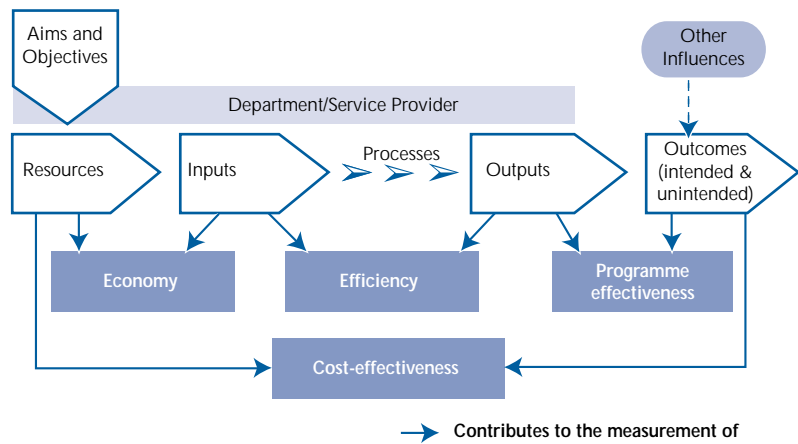 Aims and
Objectives
Other
Influences
Department/Service Provider
Resources
Inputs
Processes
Outputs
Outcomes
(intended &
unintended)
Economy
Efficiency
Programme
effectiveness
Cost-effectiveness
Contributes to the measurement of